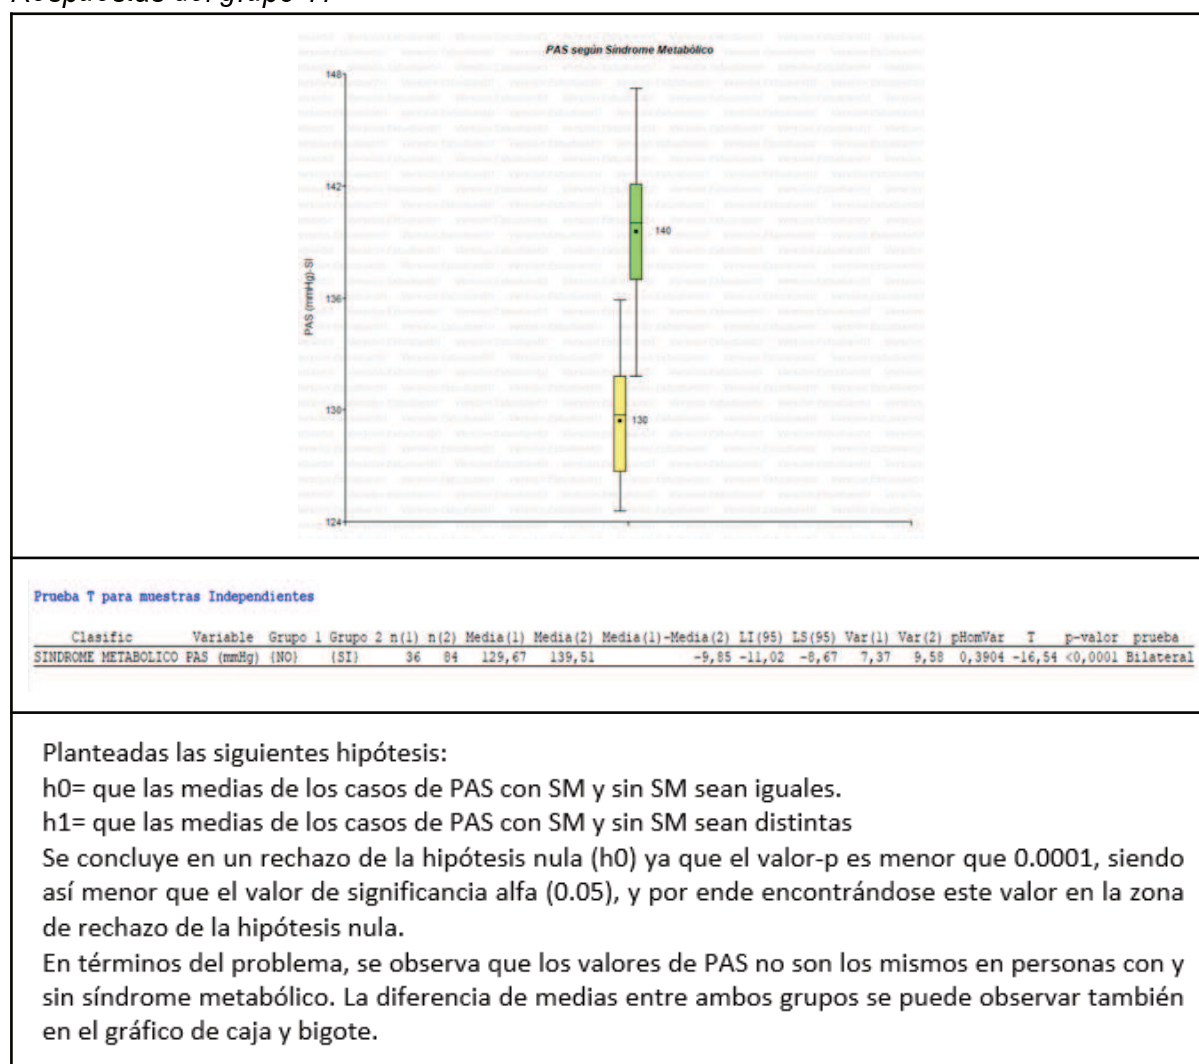 PAS según Síndrome Metabólico
148
142
140
136
PAS (mmHg)-SI
130
130
124
Prueba T para muestras Independientes
Clasific Variable Grupo 1 Grupo 2 n(1) n(2) Media(1) Media(2) Media(1)-Media(2) LI(95) LS(95) Var(1) Var(2) pHomVar T p-valor prueba
SINDROME METABOLICO PAS (mmHg) {NO} {SI} 36 84 129,67 139,51 -9,85 -11,02 -8,67 7,37 9,58 0,3904 -16,54 <0,0001 Bilateral
Planteadas las siguientes hipótesis:
h0= que las medias de los casos de PAS con SM y sin SM sean iguales.
h1= que las medias de los casos de PAS con SM y sin SM sean distintas
Se concluye en un rechazo de la hipótesis nula (h0) ya que el valor-p es menor que 0.0001, siendo
así menor que el valor de significancia alfa (0.05), y por ende encontrándose este valor en la zona
de rechazo de la hipótesis nula.
En términos del problema, se observa que los valores de PAS no son los mismos en personas con y
sin síndrome metabólico. La diferencia de medias entre ambos grupos se puede observar también
en el gráfico de caja y bigote.